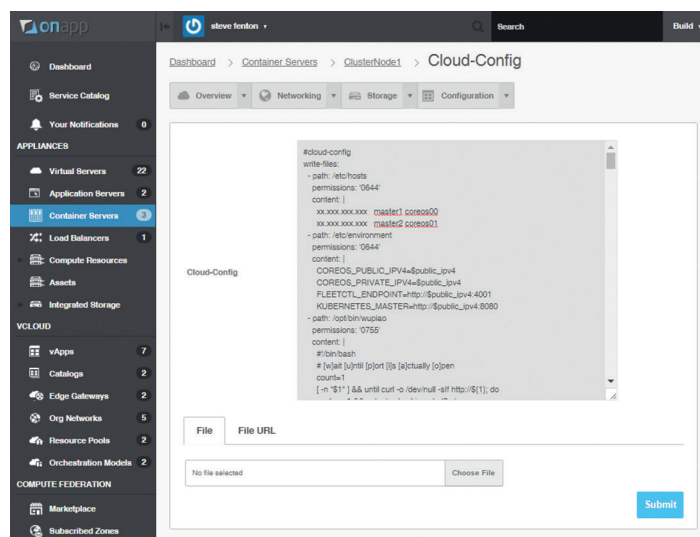 onapp
steve fenton
Search
Build
Dashboard
Service Catalog
Your Notifications 0
APPLIANCES
Virtual Servers 22
Application Servers 2
Container Servers 3
Load Balancers 1
Compute Resources
Assets
Integrated Storage
VCLOUD
vApps 7
Catalogs 2
Edge Gateways 2
Org Networks 5
Resource Pools 2
Orchestration Models 2
COMPUTE FEDERATION
Marketplace
Subscribed Zones
Dashboard > Container Servers > ClusterNode1 > Cloud-Config
Overview Networking Storage Configuration
Cloud-Config
#cloud-config
write-files:
- path: /etc/hosts
permissions: '0644'
content: |
xx.xxx.xxx.xxx master1 coreos00
xx.xxx.xxx.xxx master2 coreos01
- path: /etc/environment
permissions: '0644'
content: |
COREOS_PUBLIC_IPV4=$public_ipv4
COREOS_PRIVATE_IPV4=$public_ipv4
FLEETCTL_ENDPOINT=http://$public_ipv4:4001
KUBERNETES_MASTER=http://$public_ipv4:8080
- path: /opt/bin/wupiao
permissions: '0755'
content: |
#!/bin/bash
# [w]ait [u]ntil [p]ort [i]s [a]ctually [o]pen
count=1
[ -n "$1" ] && until curl -o /dev/null -sIf http://${1}; do
File File URL
No file selected Choose File
Submit